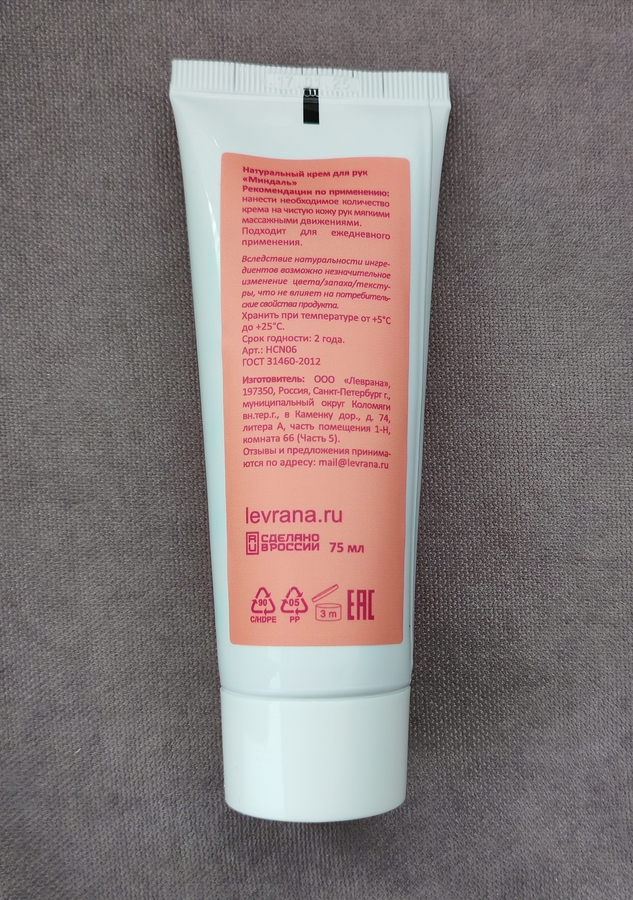 Натуральный крем для рук
«Миндаль»
Рекомендации по применению:
нанести необходимое количество
крема на чистую кожу рук мягкими
массажными движениями.
Подходит для ежедневного
применения.
Вследствие натуральности ингре-
диентов возможно незначительное
изменение цвета/запаха/тексту-
ры, что не влияет на потребитель-
ские свойства продукта.
Хранить при температуре от +5°C
до +25°C.
Срок годности: 2 года.
Арт.: HCN06
ГОСТ 31460-2012
Изготовитель: ООО «Леврана»,
197350, Россия, Санкт-Петербург г.,
муниципальный округ Коломяги
вн.тер.г., в Каменку дор., д. 74,
литера А, часть помещения 1-Н,
комната 66 (Часть 5).
Отзывы и предложения принима-
ются по адресу: mail@levrana.ru
levrana.ru
СДЕЛАНО
В РОССИИ 75 мл
90 05 3 m EAC
C/HDPE PP